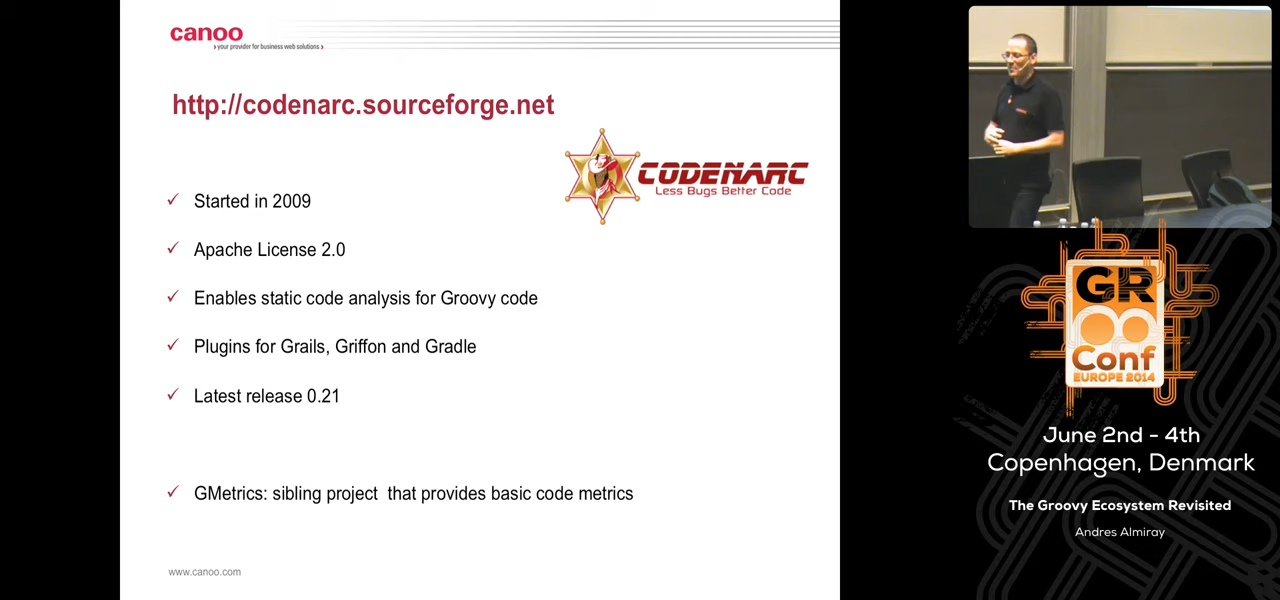 canoo
› your provider for business web solutions ›
http://codenarc.sourceforge.net
CODENARC
Less Bugs Better Code
✓ Started in 2009
✓ Apache License 2.0
✓ Enables static code analysis for Groovy code
✓ Plugins for Grails, Griffon and Gradle
✓ Latest release 0.21
✓ GMetrics: sibling project that provides basic code metrics
www.canoo.com
GR
Conf
EUROPE 2014
June 2nd - 4th
Copenhagen, Denmark
The Groovy Ecosystem Revisited
Andres Almiray